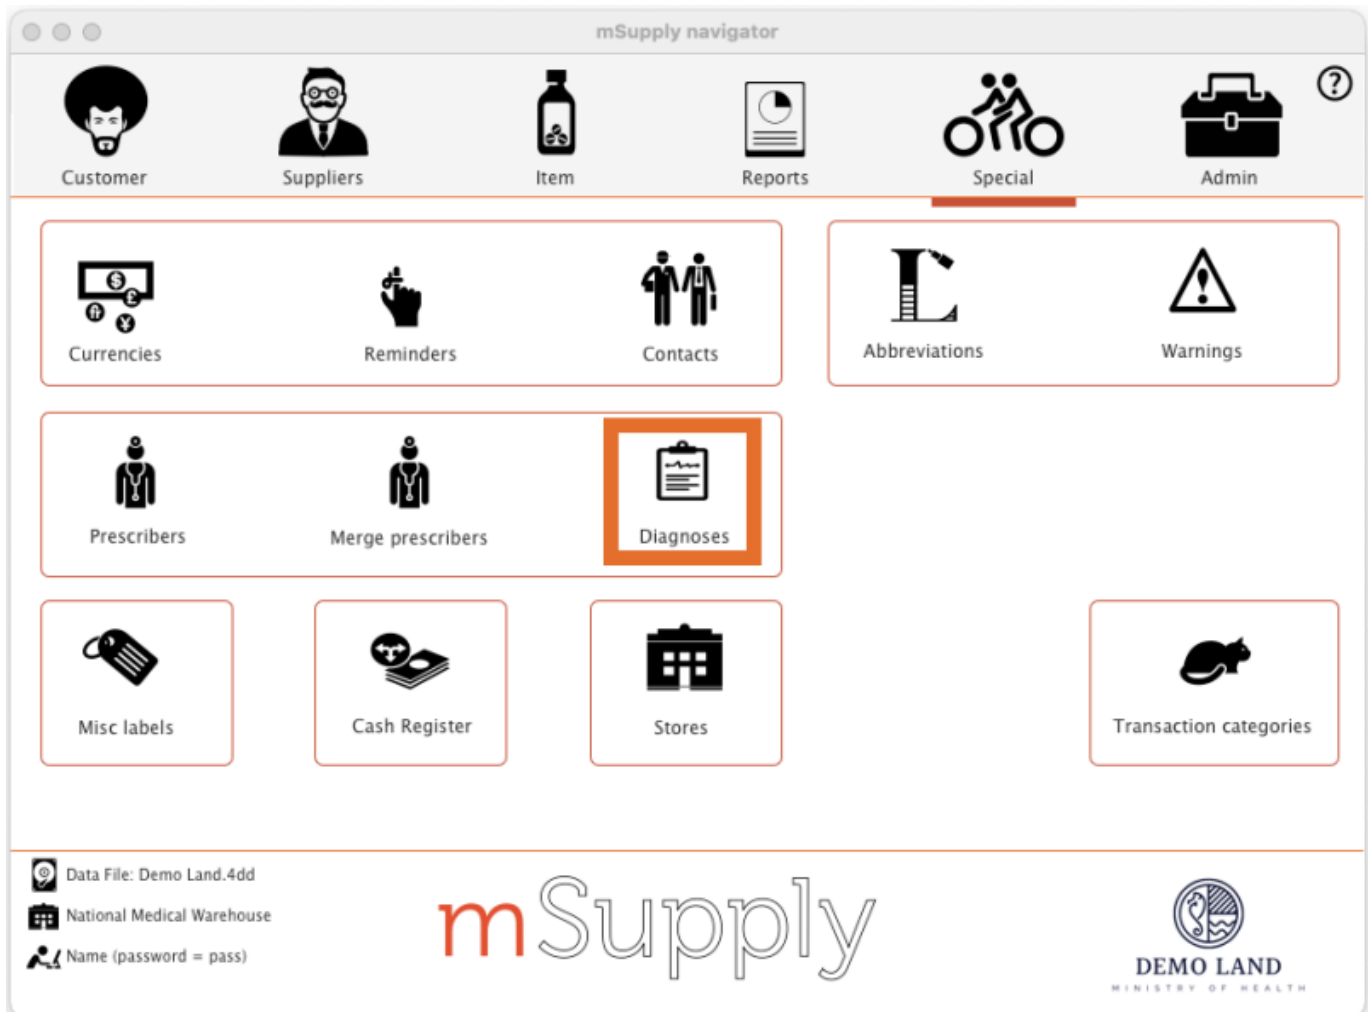 mSupply navigator
Customer
Suppliers
Item
Reports
Special
Admin
?
Currencies
Reminders
Contacts
Abbreviations
Warnings
Prescribers
Merge prescribers
Diagnoses
Misc labels
Cash Register
Stores
Transaction categories
Data File: Demo Land.4dd
National Medical Warehouse
Name (password = pass)
mSupply
DEMO LAND
MINISTRY OF HEALTH